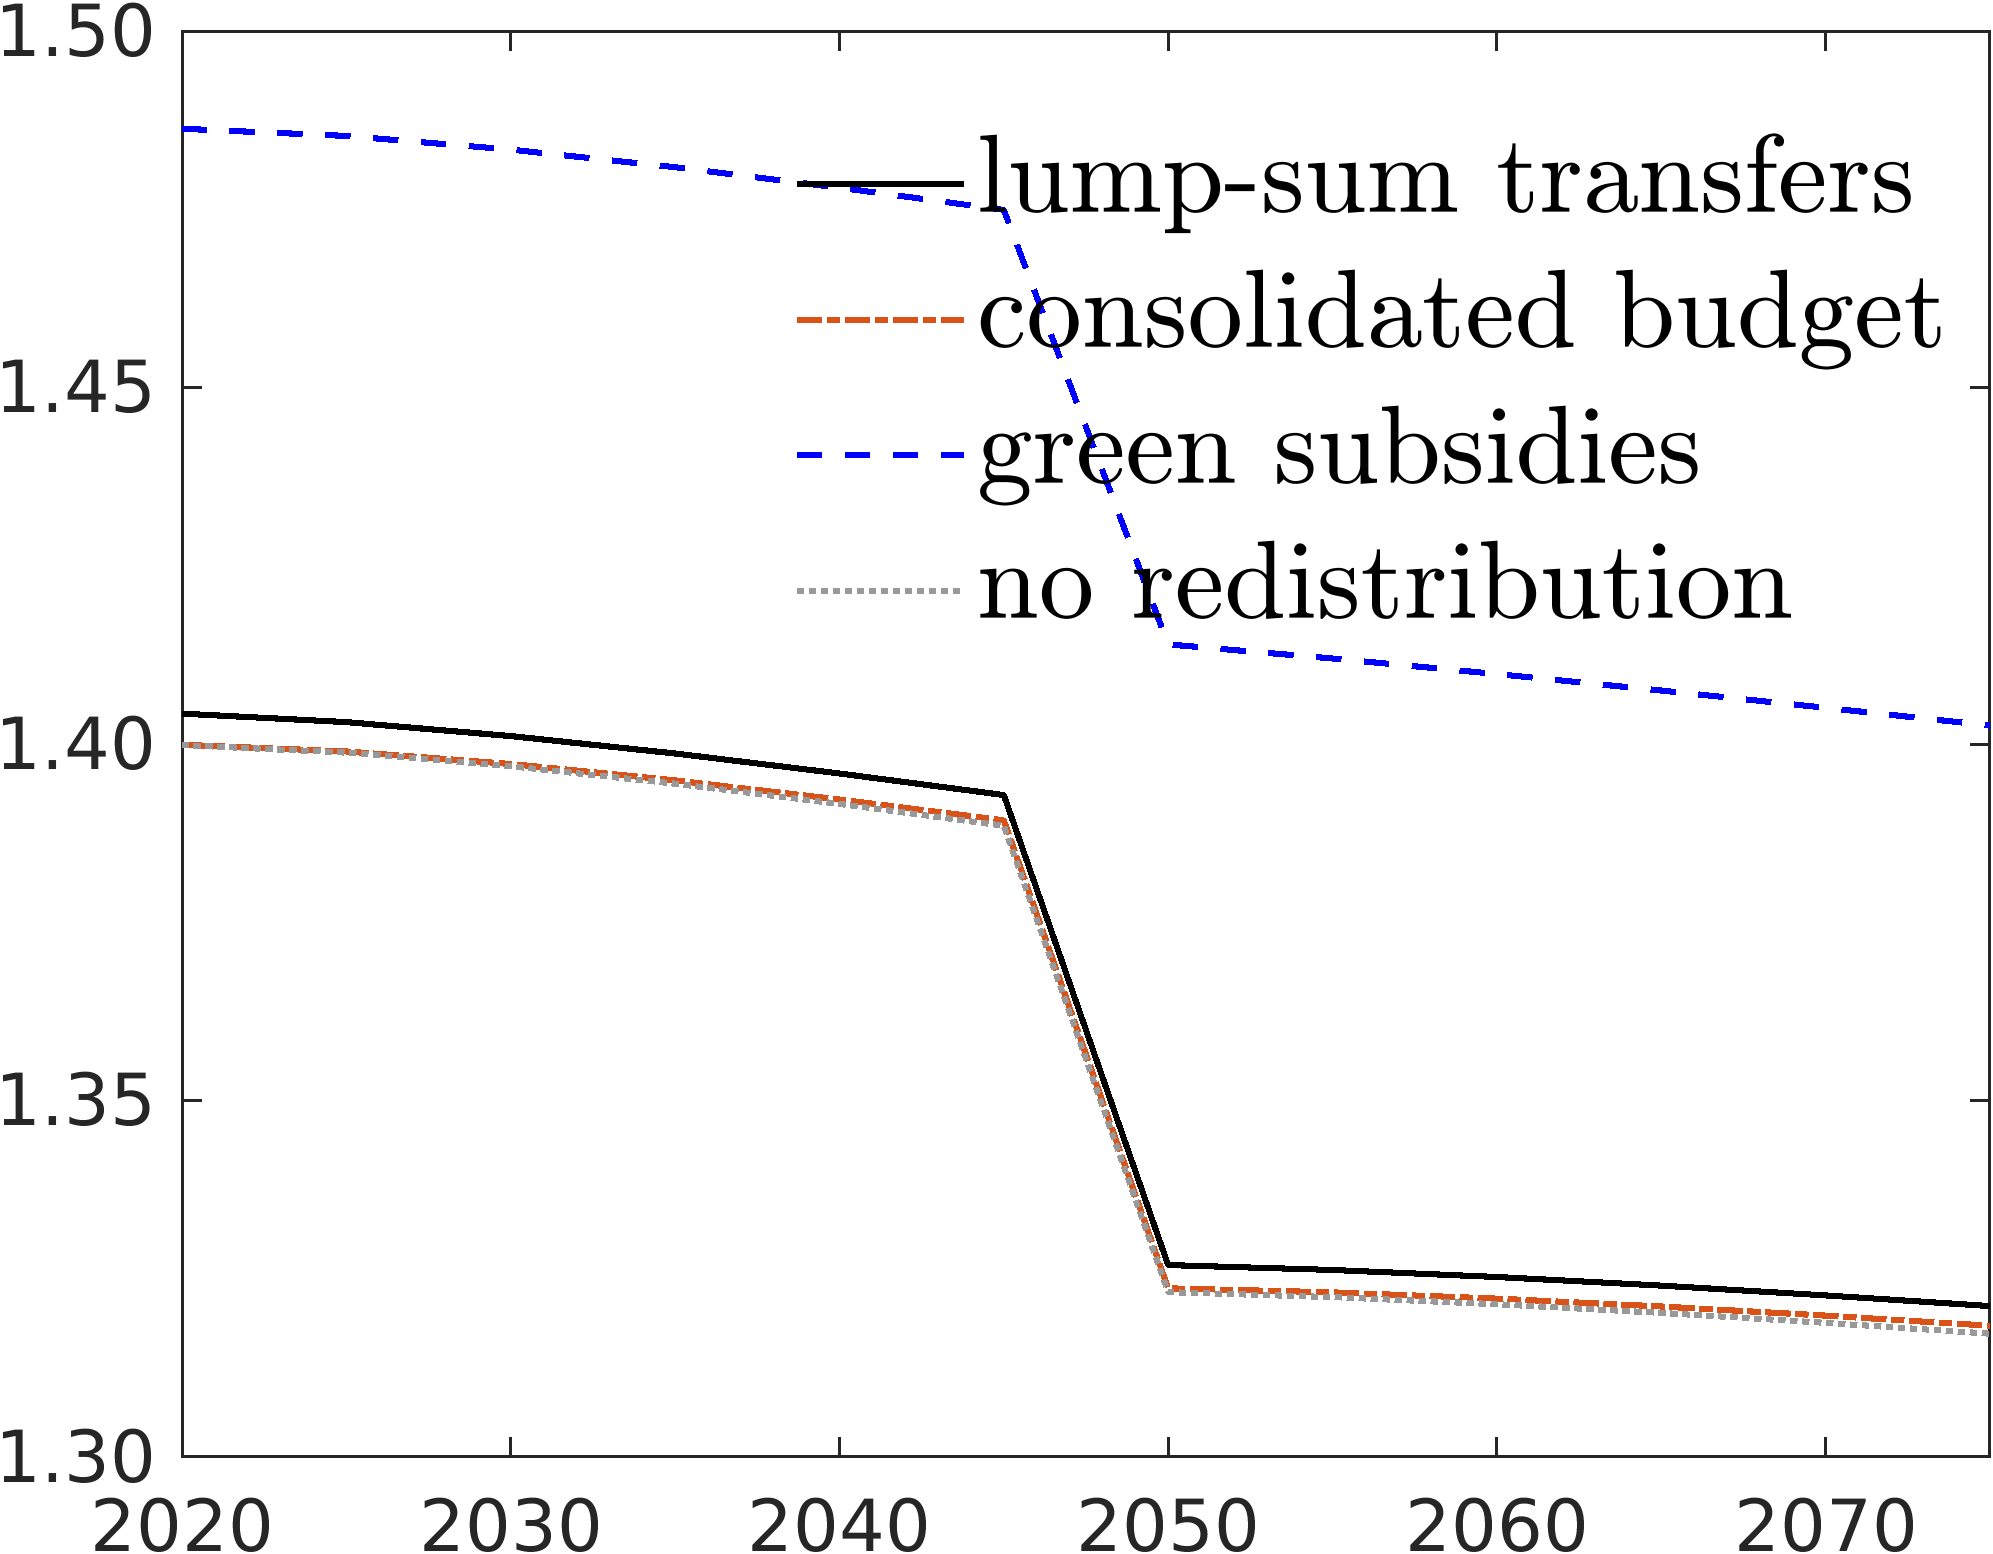 1.50
lump-sum transfers
consolidated budget
1.45
green subsidies
no redistribution
1.40
1.35
1.30
2020 2030 2040 2050 2060 2070